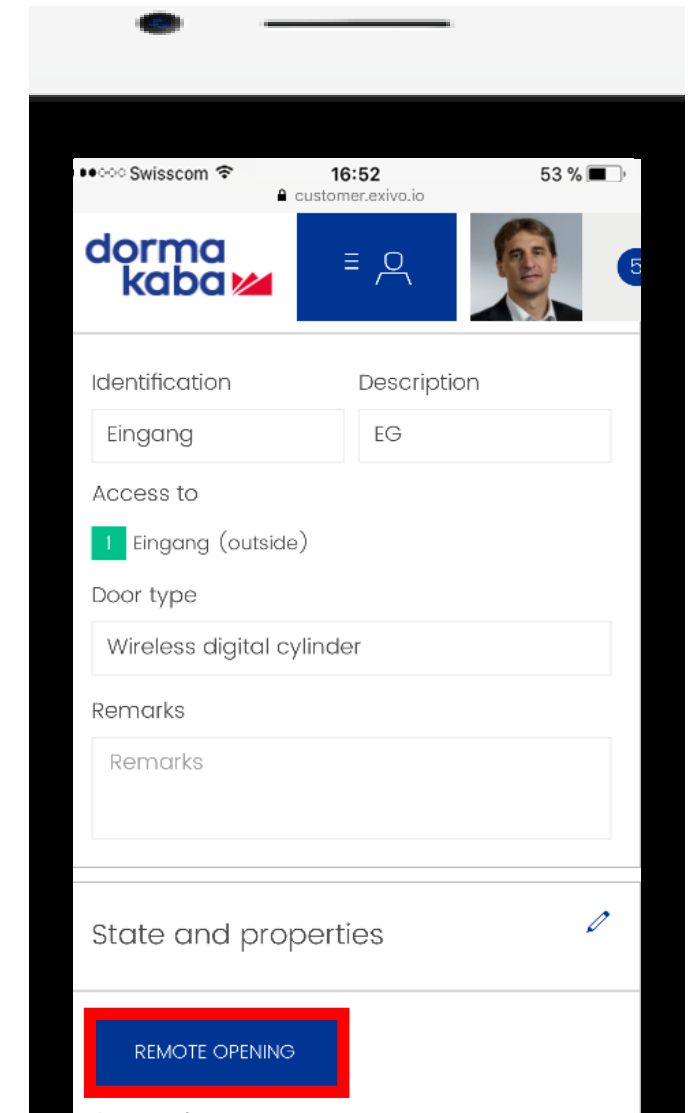 Swisscom 16:52 53 %
customer.exivo.io
dorma
kaba
5
Identification Description
Eingang EG
Access to
1 Eingang (outside)
Door type
Wireless digital cylinder
Remarks
Remarks
State and properties
REMOTE OPENING